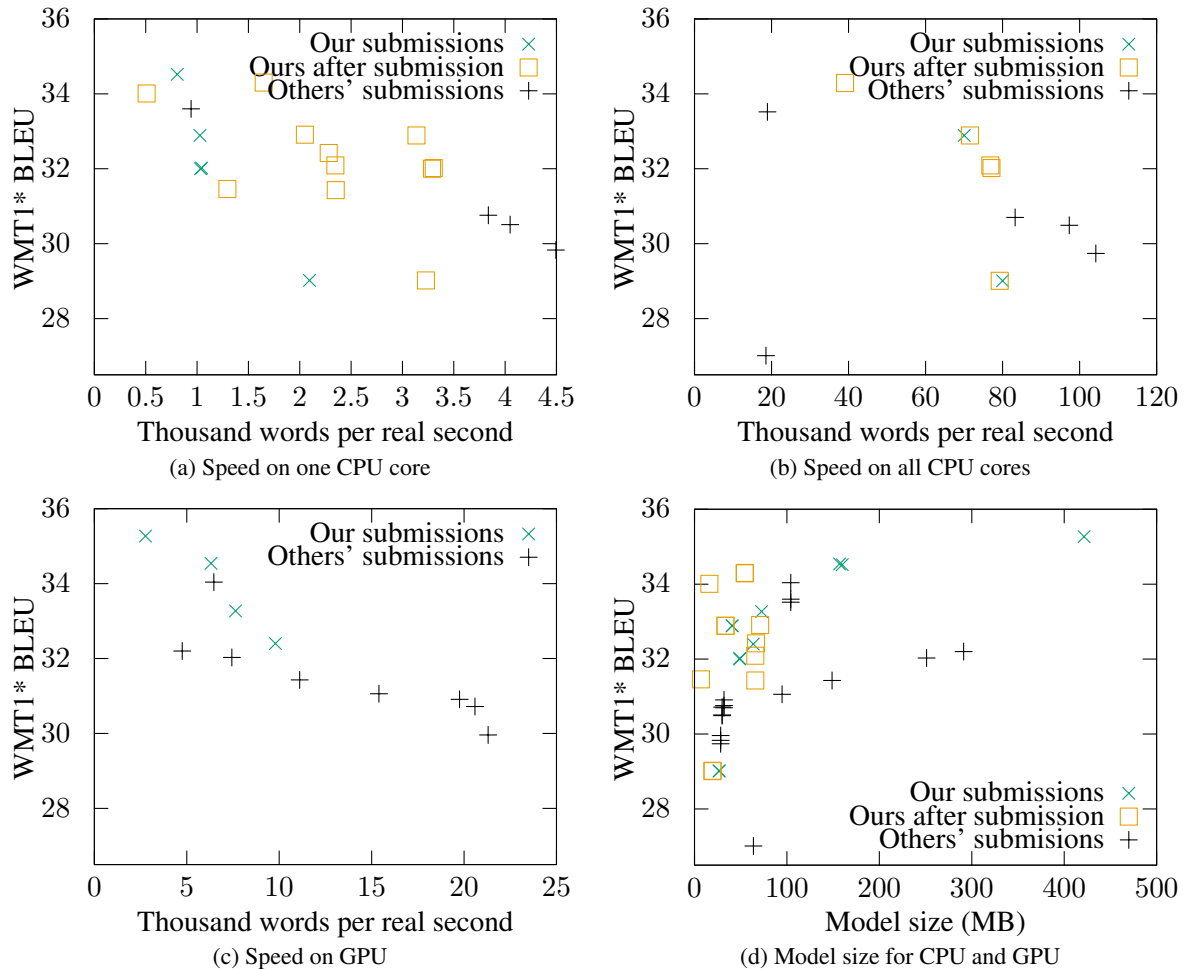 36
34
32
30
28
WMT1* BLEU
Our submissions
Ours after submission
Others' submissions
0 0.5 1 1.5 2 2.5 3 3.5 4 4.5
Thousand words per real second
(a) Speed on one CPU core
36
34
32
30
28
WMT1* BLEU
Our submissions
Ours after submission
Others' submissions
0 20 40 60 80 100 120
Thousand words per real second
(b) Speed on all CPU cores
36
34
32
30
28
WMT1* BLEU
Our submissions
Others' submissions
0 5 10 15 20 25
Thousand words per real second
(c) Speed on GPU
36
34
32
30
28
WMT1* BLEU
Our submissions
Ours after submission
Others' submissions
0 100 200 300 400 500
Model size (MB)
(d) Model size for CPU and GPU